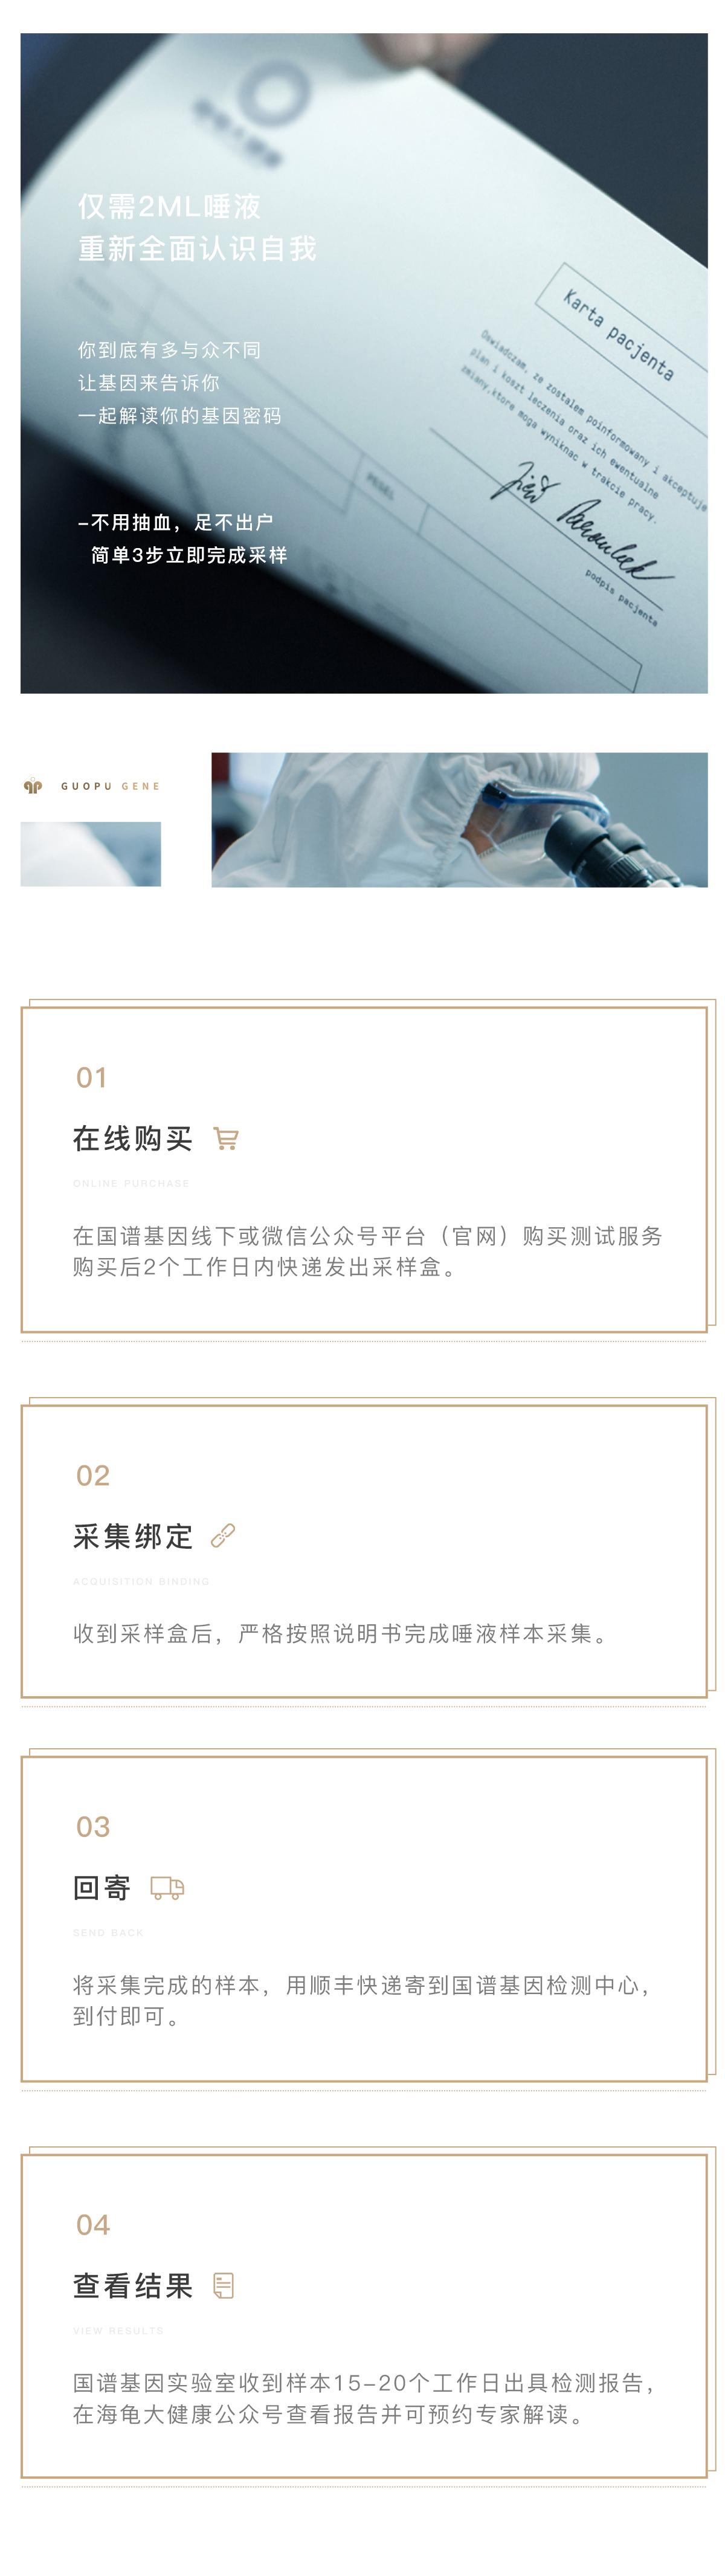 仅需2ML唾液
重新全面认识自我
你到底有多与众不同
让基因来告诉你
一起解读你的基因密码
-不用抽血，足不出户
简单3步立即完成采样
Karta pacjenta
Oswiadczam, ze zostalem poinformowany i akceptuje
plan i koszt leczenia oraz ich ewentualne
zmiany,ktore moga wyniknac w trakcie pracy.
podpis pacjenta
PESEL
GUOPU GENE
01
在线购买
ONLINE PURCHASE
在国谱基因线下或微信公众号平台（官网）购买测试服务
购买后2个工作日内快递发出采样盒。
02
采集绑定
ACQUISITION BINDING
收到采样盒后，严格按照说明书完成唾液样本采集。
03
回寄
SEND BACK
将采集完成的样本，用顺丰快递寄到国谱基因检测中心，
到付即可。
04
查看结果
VIEW RESULTS
国谱基因实验室收到样本15-20个工作日出具检测报告，
在海龟大健康公众号查看报告并可预约专家解读。